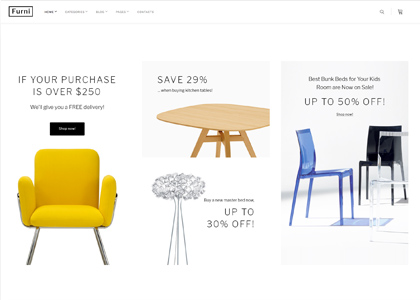 Furni
HOME
CATEGORIES
BLOG
PAGES
CONTACTS
IF YOUR PURCHASE
IS OVER $250
We'll give you a FREE delivery!
Shop now!
SAVE 29%
... when buying kitchen tables!
Buy a new master bed now,
UP TO
30% OFF!
Best Bunk Beds for Your Kids
Room are Now on Sale!
UP TO 50% OFF!
Shop now!